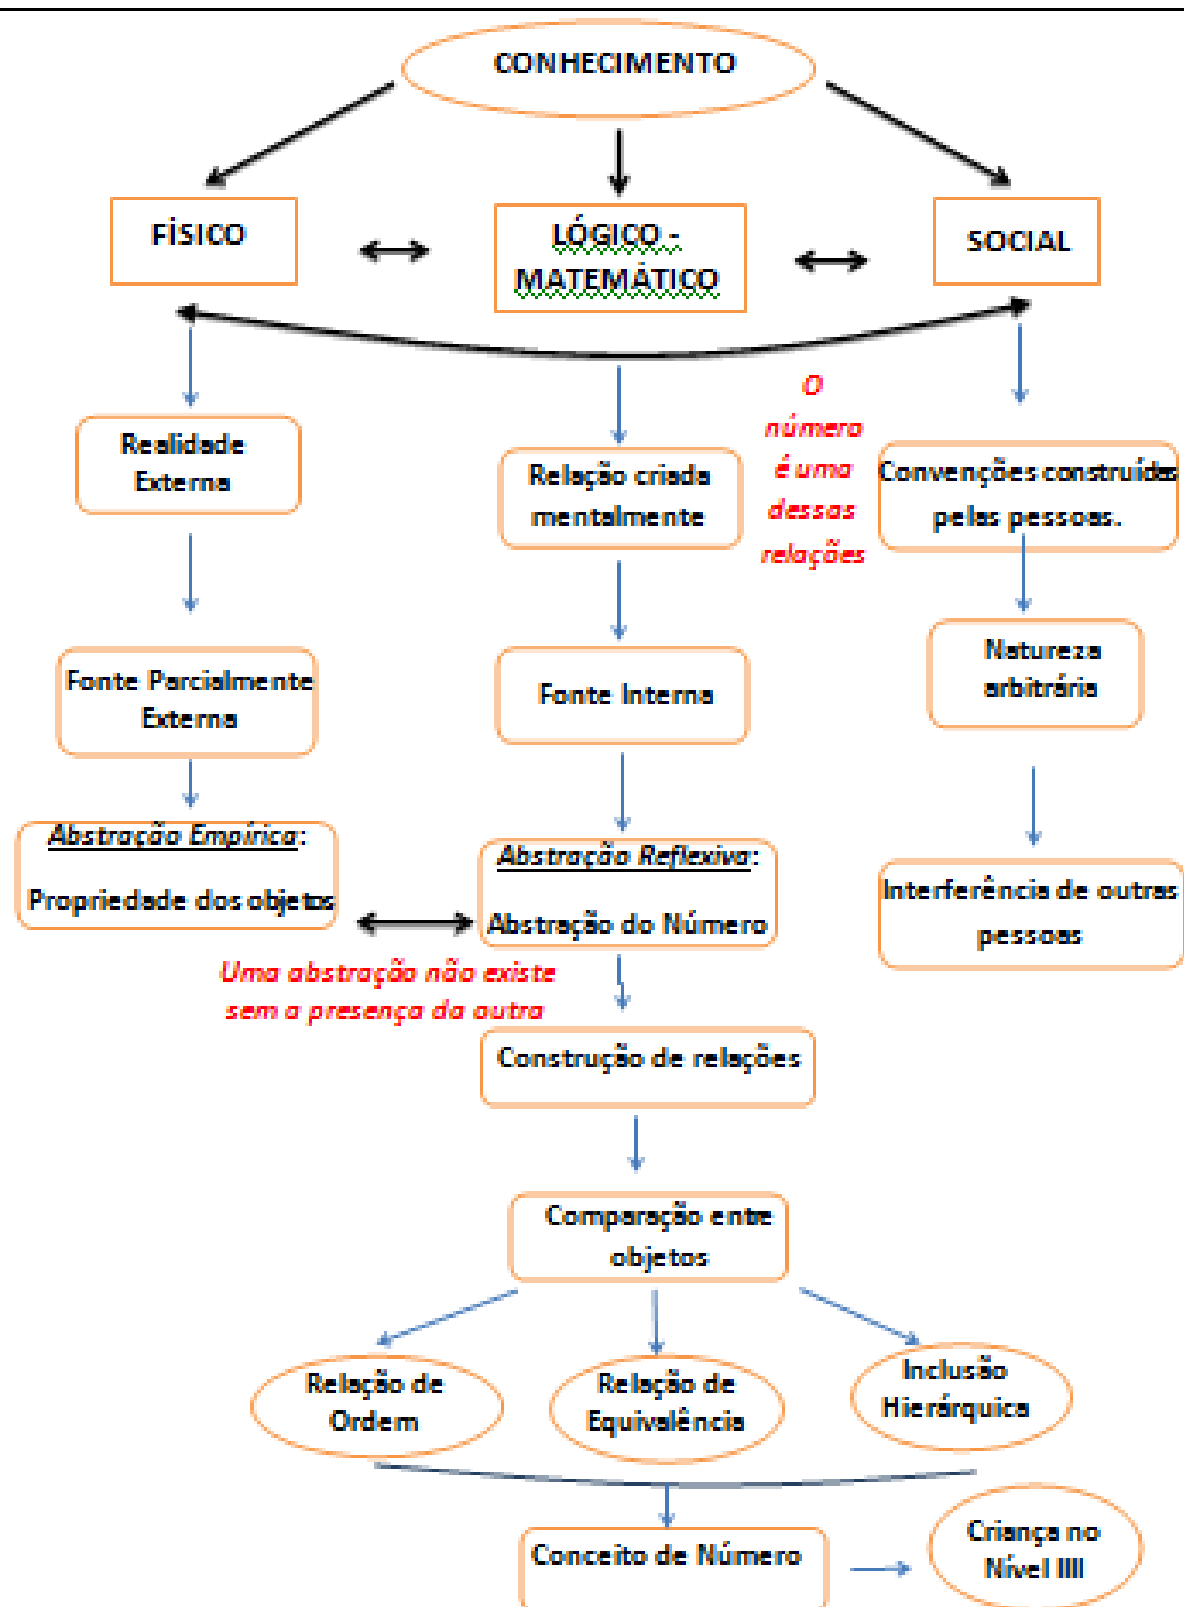 CONHECIMENTO
FÍSICO
LÓGICO -
MATEMÁTICO
SOCIAL
O
número
é uma
dessas
relações
Realidade
Externa
Relação criada
mentalmente
Convenções construídas
pelas pessoas.
Fonte Parcialmente
Externa
Fonte Interna
Natureza
arbitrária
Abstração Empírica:
Propriedade dos objetos
Abstração Reflexiva:
Abstração do Número
Interferência de outras
pessoas
Uma abstração não existe
sem a presença da outra
Construção de relações
Comparação entre
objetos
Relação de
Ordem
Relação de
Equivalência
Inclusão
Hierárquica
Conceito de Número
Criança no
Nível IIII